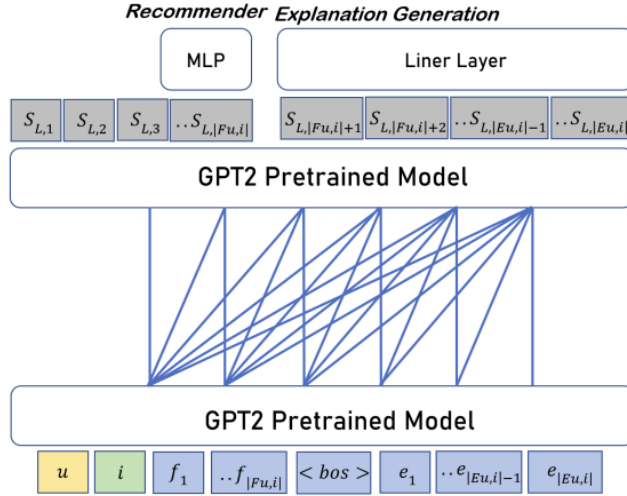 Recommender Explanation Generation
MLP Liner Layer
S_{L,1} S_{L,2} S_{L,3} ..S_{L,|Fu,i|} S_{L,|Fu,i|+1} S_{L,|Fu,i|+2} ..S_{L,|Eu,i|-1} ..S_{L,|Eu,i|}
GPT2 Pretrained Model
GPT2 Pretrained Model
u i f_1 ..f_{|Fu,i|} <bos> e_1 ..e_{|Eu,i|-1} e_{|Eu,i|}